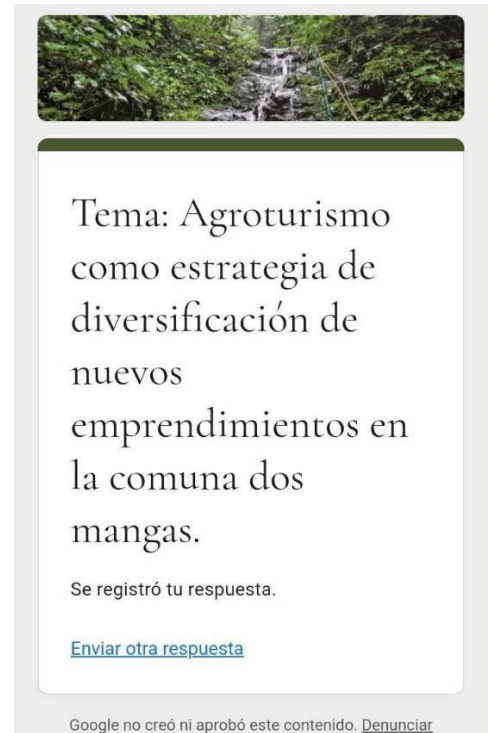 Tema: Agroturismo
como estrategia de
diversificación de
nuevos
emprendimientos en
la comuna dos
mangas.
Se registró tu respuesta.
Enviar otra respuesta
Google no creó ni aprobó este contenido. Denunciar